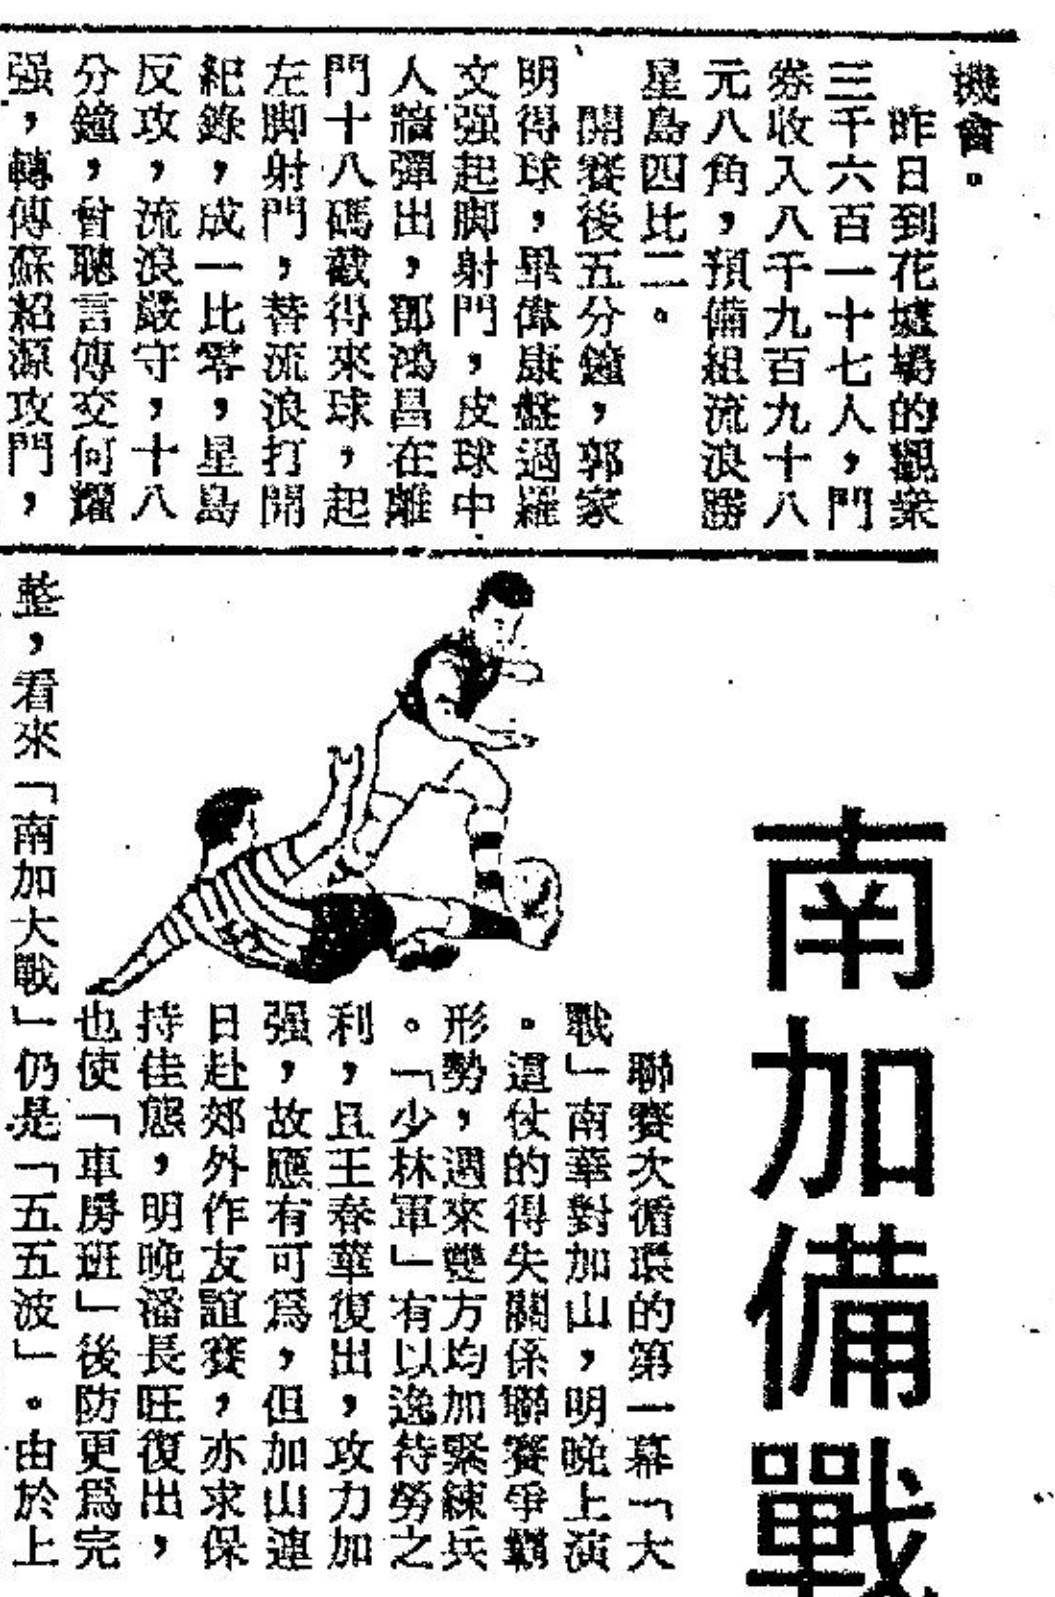 機會。
昨日到花墟場的觀衆
三千六百一十七人，門
券收入八千九百九十八
元八角，預備組流浪勝
星島四比二。
開賽後五分鐘，郭家
明得球，畢偉康盤過羅
文强起脚射門，皮球中
人牆彈出，鄧鴻昌在離
門十八碼截得來球，起
左脚射門，替流浪打開
紀錄，成一比零，星島
反攻，流浪嚴守，十八
分鐘，曾聽言傳交何耀
强，轉傳蘇紹源攻門，
南加備戰
聯賽次循環的第一幕「大
戰」南華對加山，明晚上演
。這仗的得失關係聯賽爭覇
形勢，邇來雙方均加緊練兵
。「少林軍」有以逸待勞之
利，且王春華復出，攻力加
强，故應有可爲，但加山連
日赴郊外作友誼賽，亦求保
持佳態，明晚潘長旺復出，
也使「車房班」後防更爲完
整，看來「南加大戰」仍是「五五波」。由於上